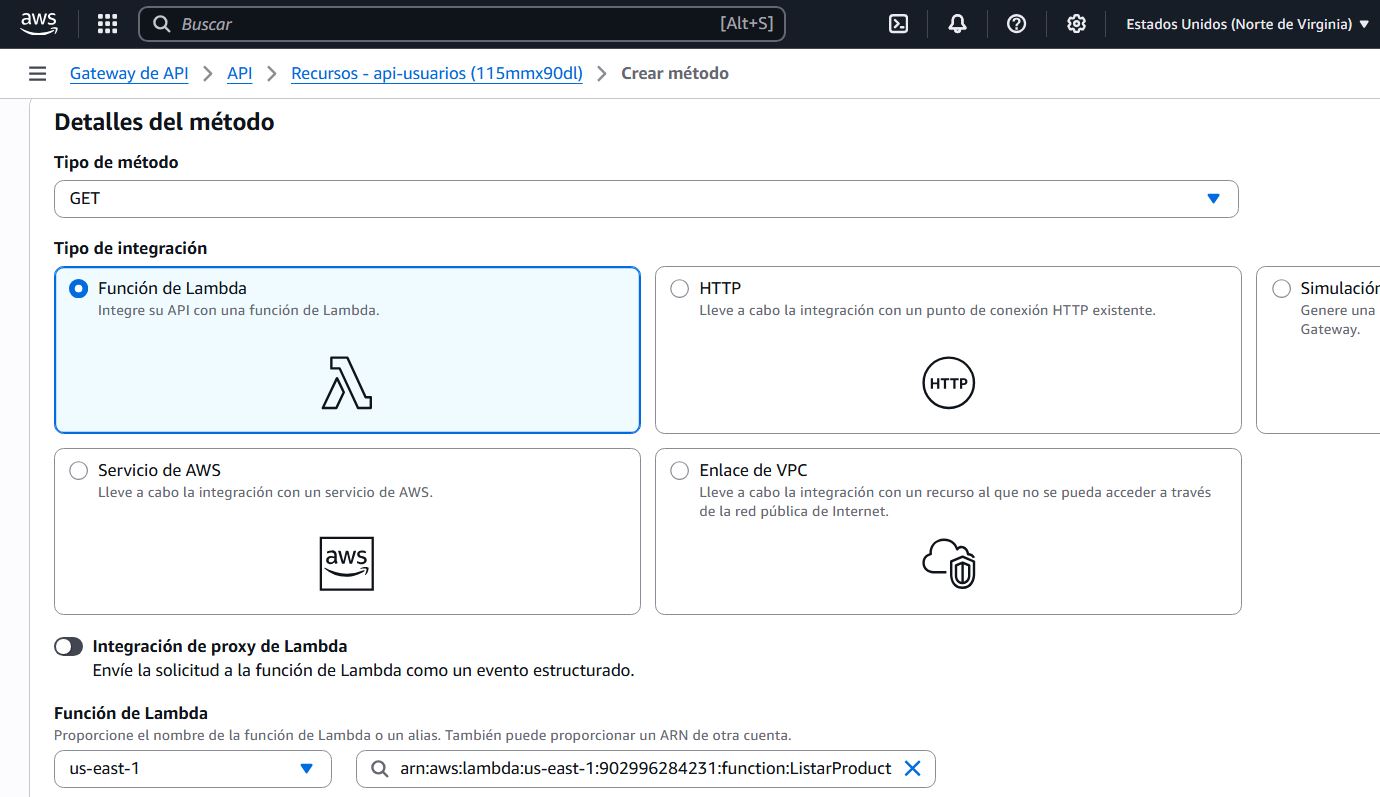 aws
Buscar [Alt+S] Estados Unidos (Norte de Virginia)
Gateway de API > API > Recursos - api-usuarios (115mmx90dl) > Crear método
Detalles del método
Tipo de método
GET
Tipo de integración
Función de Lambda
Integre su API con una función de Lambda.
HTTP
Lleve a cabo la integración con un punto de conexión HTTP existente.
HTTP
Simulación
Genere una
Gateway.
Servicio de AWS
Lleve a cabo la integración con un servicio de AWS.
aws
Enlace de VPC
Lleve a cabo la integración con un recurso al que no se pueda acceder a través
de la red pública de Internet.
Integración de proxy de Lambda
Envíe la solicitud a la función de Lambda como un evento estructurado.
Función de Lambda
Proporcione el nombre de la función de Lambda o un alias. También puede proporcionar un ARN de otra cuenta.
us-east-1
arn:aws:lambda:us-east-1:902996284231:function:ListarProduct